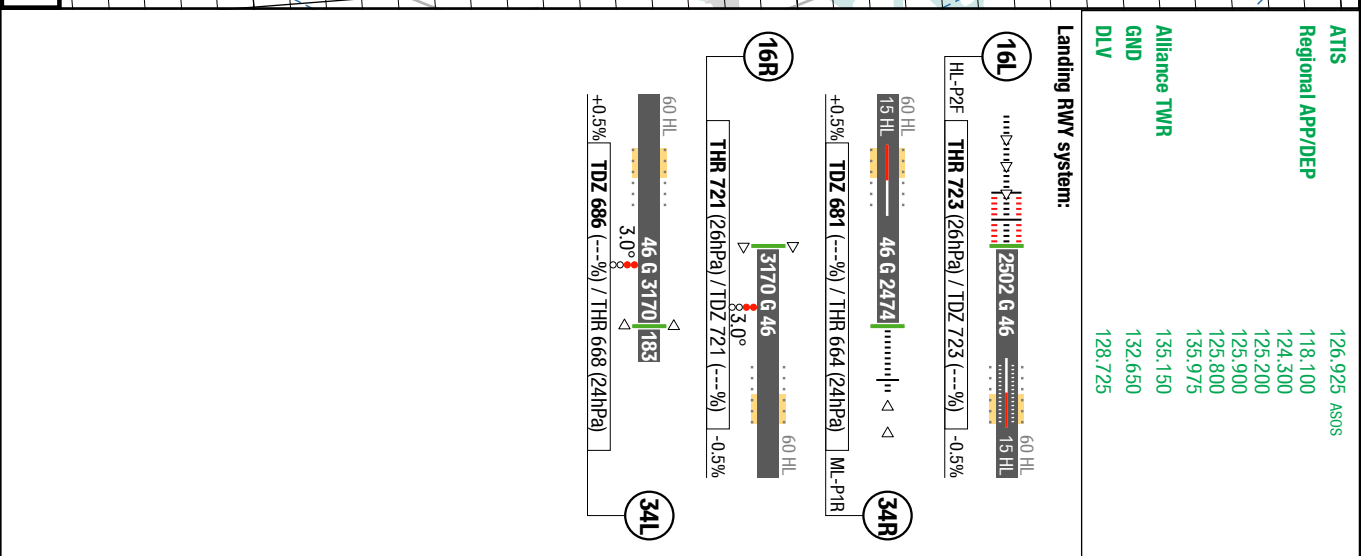 ATIS 126.925 ASOS
Regional APP/DEP 118.100
124.300
125.200
125.900
125.800
135.975
Alliance TWR 135.150
GND 132.650
DLV 128.725
Landing RWY system:
16L
HL-P2F
2502 G 46
15 HL
60 HL
THR 723 (26hPa) / TDZ 723 (---%)
-0.5%
60 HL
15 HL
46 G 2474
+0.5%
TDZ 681 (---%) / THR 664 (24hPa)
ML-P1R
34R
16R
3170 G 46
3.0°
60 HL
THR 721 (26hPa) / TDZ 721 (---%)
-0.5%
60 HL
46 G 3170
183
3.0°
+0.5%
TDZ 686 (---%) / THR 668 (24hPa)
34L